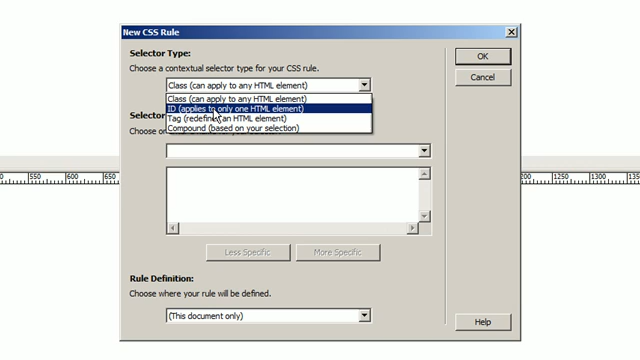 New CSS Rule
Selector Type:
OK
Choose a contextual selector type for your CSS rule.
Cancel
Class (can apply to any HTML element)
Class (can apply to any HTML element)
ID (applies to only one HTML element)
Selector
Tag (redefines an HTML element)
Compound (based on your selection)
Choose or
550 600 650 700
1200 1250 1300
Less Specific More Specific
Rule Definition:
Choose where your rule will be defined.
(This document only)
Help